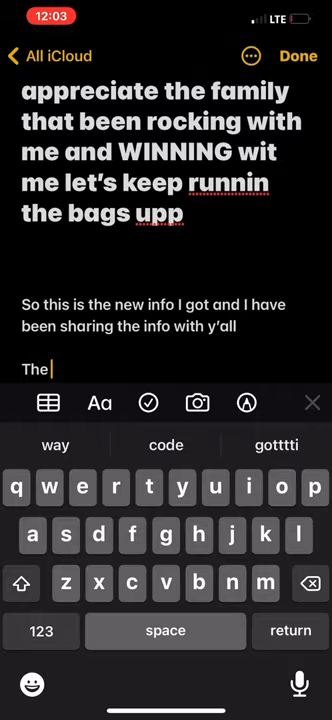 12:03
LTE
All iCloud
Done
appreciate the family
that been rocking with
me and WINNING wit
me let's keep runnin
the bags upp
So this is the new info I got and I have
been sharing the info with y'all
The
Aa
way code gotttti
q w e r t y u i o p
a s d f g h j k l
z x c v b n m
123 space return